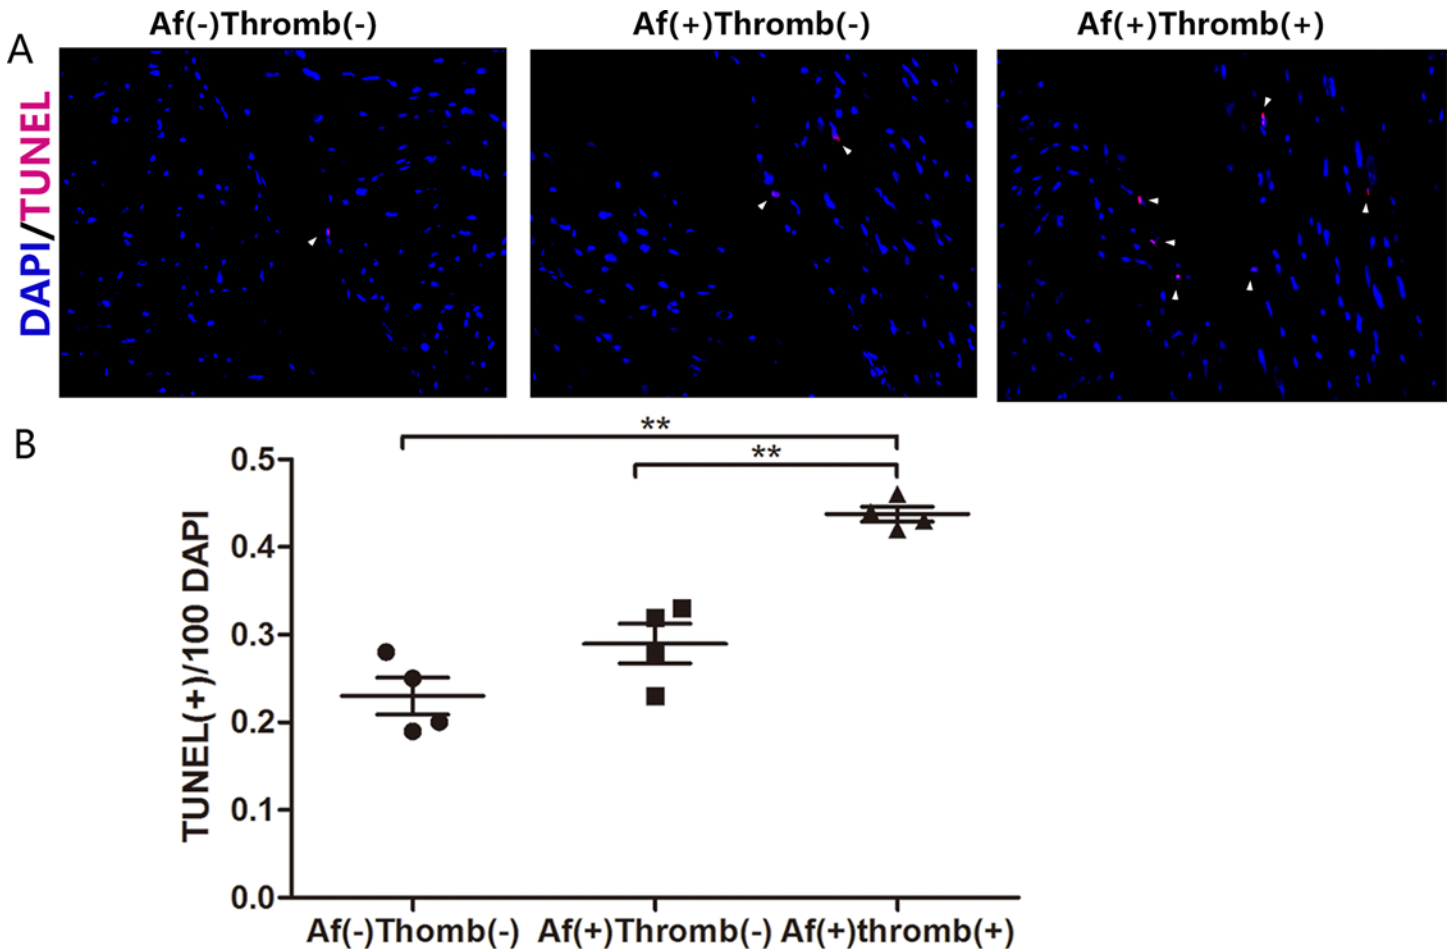 Af(-)Thromb(-)
Af(+)Thromb(-)
Af(+)Thromb(+)
A
DAPI/TUNEL
B
**
**
TUNEL(+)/100 DAPI
0.5
0.4
0.3
0.2
0.1
0.0
Af(-)Thomb(-)
Af(+)Thromb(-)
Af(+)thromb(+)